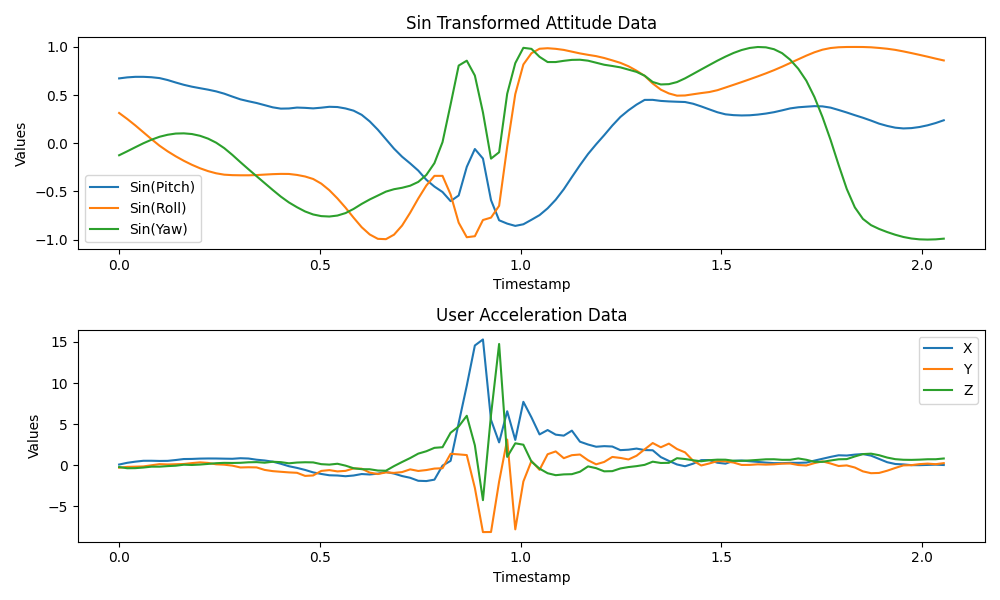 Sin Transformed Attitude Data
1.0
0.5
0.0
−0.5
−1.0
Values
Sin(Pitch)
Sin(Roll)
Sin(Yaw)
0.0 0.5 1.0 1.5 2.0
Timestamp
User Acceleration Data
15
10
5
0
−5
Values
X
Y
Z
0.0 0.5 1.0 1.5 2.0
Timestamp